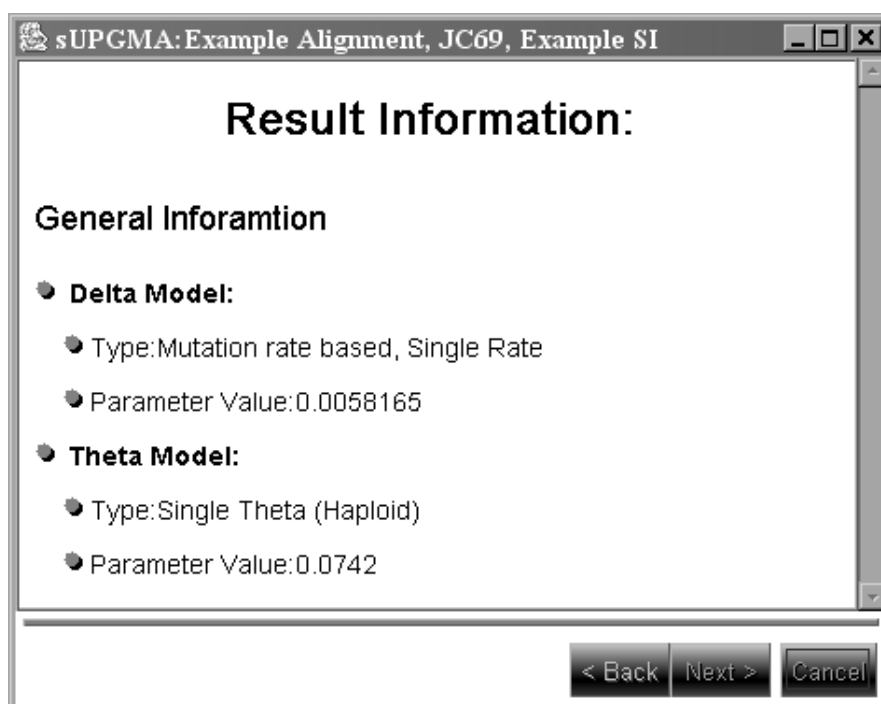 sUPGMA:Example Alignment, JC69, Example SI
Result Information:
General Inforamtion
Delta Model:
Type:Mutation rate based, Single Rate
Parameter Value:0.0058165
Theta Model:
Type:Single Theta (Haploid)
Parameter Value:0.0742
< Back Next > Cancel